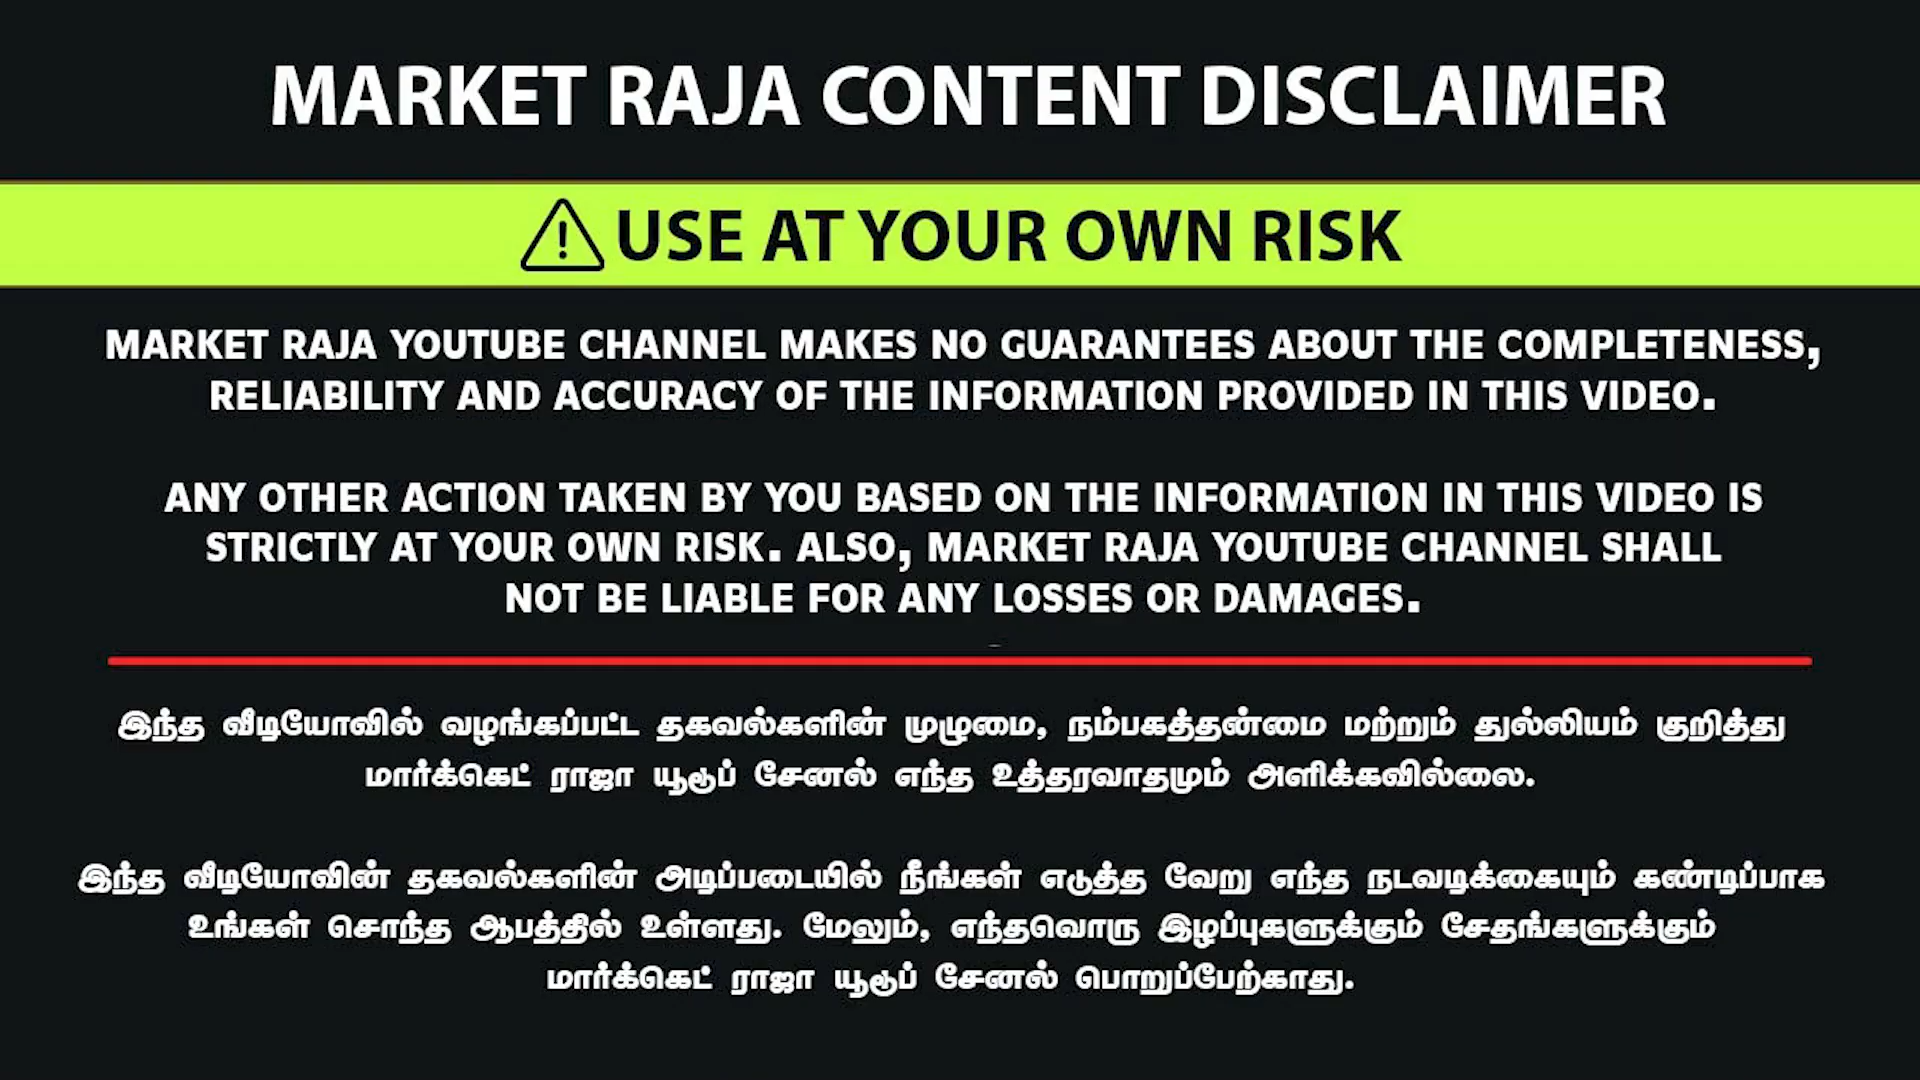 MARKET RAJA CONTENT DISCLAIMER
USE AT YOUR OWN RISK
MARKET RAJA YOUTUBE CHANNEL MAKES NO GUARANTEES ABOUT THE COMPLETENESS,
RELIABILITY AND ACCURACY OF THE INFORMATION PROVIDED IN THIS VIDEO.
ANY OTHER ACTION TAKEN BY YOU BASED ON THE INFORMATION IN THIS VIDEO IS
STRICTLY AT YOUR OWN RISK. ALSO, MARKET RAJA YOUTUBE CHANNEL SHALL
NOT BE LIABLE FOR ANY LOSSES OR DAMAGES.
இந்த வீடியோவில் வழங்கப்பட்ட தகவல்களின் முழுமை, நம்பகத்தன்மை மற்றும் துல்லியம் குறித்து
மார்க்கெட் ராஜா யூடூப் சேனல் எந்த உத்தரவாதமும் அளிக்கவில்லை.
இந்த வீடியோவின் தகவல்களின் அடிப்படையில் நீங்கள் எடுத்த வேறு எந்த நடவடிக்கையும் கண்டிப்பாக
உங்கள் சொந்த ஆபத்தில் உள்ளது. மேலும், எந்தவொரு இழப்புகளுக்கும் சேதங்களுக்கும்
மார்க்கெட் ராஜா யூடூப் சேனல் பொறுப்பேற்காது.